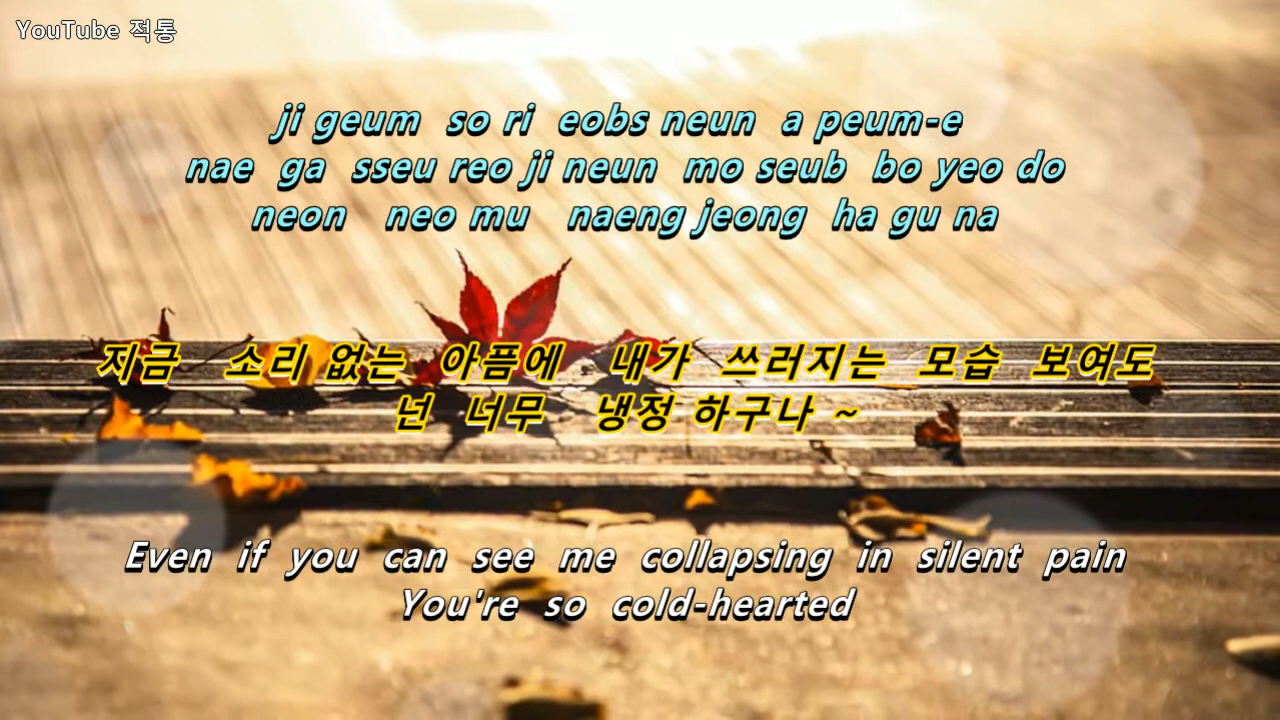 YouTube 적통
ji geum so ri eobs neun a peum-e
nae ga sseu reo ji neun mo seub bo yeo do
neon neo mu naeng jeong ha gu na
지금 소리 없는 아픔에 내가 쓰러지는 모습 보여도
넌 너무 냉정 하구나 ~
Even if you can see me collapsing in silent pain
You're so cold-hearted